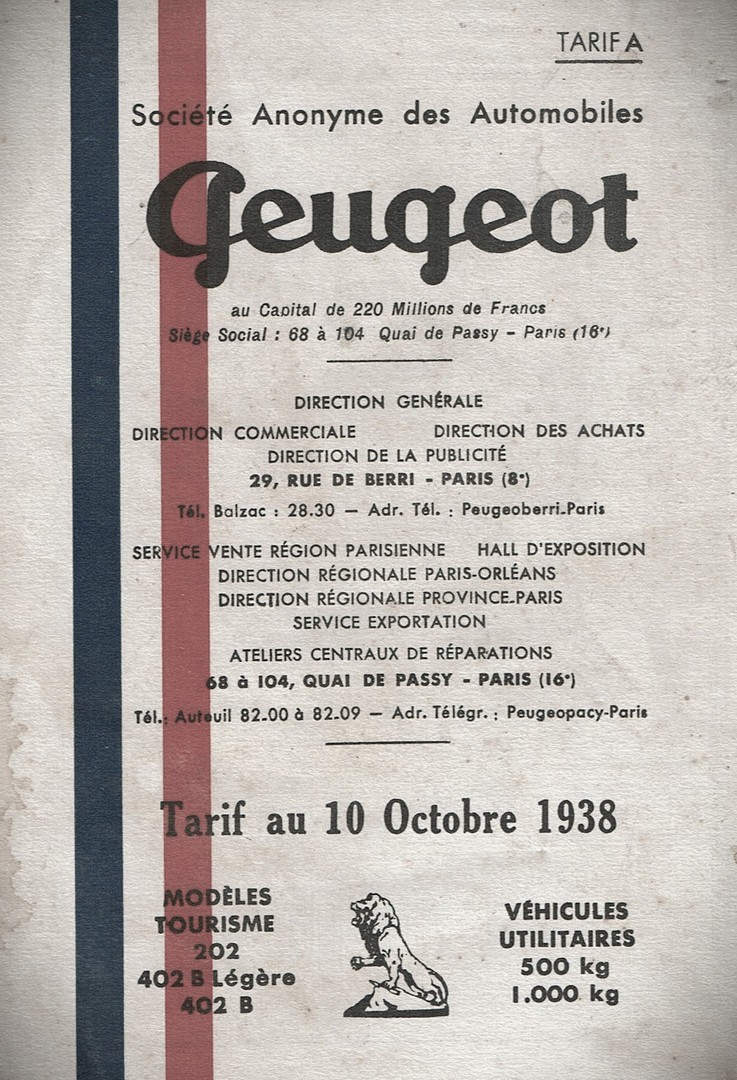 TARIF A
Société Anonyme des Automobiles
Peugeot
au Capital de 220 Millions de Francs
Siège Social : 68 à 104 Quai de Passy - Paris (16e)
DIRECTION GÉNÉRALE
DIRECTION COMMERCIALE DIRECTION DES ACHATS
DIRECTION DE LA PUBLICITÉ
29, RUE DE BERRI - PARIS (8e)
Tél. Balzac : 28.30 — Adr. Tél. : Peugeoberri-Paris
SERVICE VENTE RÉGION PARISIENNE HALL D'EXPOSITION
DIRECTION RÉGIONALE PARIS-ORLÉANS
DIRECTION RÉGIONALE PROVINCE-PARIS
SERVICE EXPORTATION
ATELIERS CENTRAUX DE RÉPARATIONS
68 à 104, QUAI DE PASSY - PARIS (16e)
Tél.: Auteuil 82-00 à 82-09 — Adr. Télégr. : Peugeopacy-Paris
Tarif au 10 Octobre 1938
MODÈLES
TOURISME
202
402 B Légère
402 B
VÉHICULES
UTILITAIRES
500 kg
1.000 kg